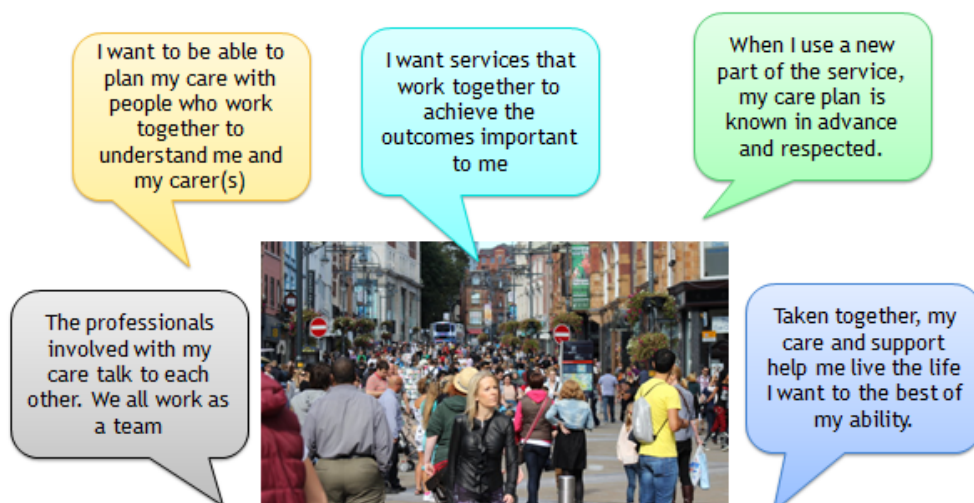 I want to be able to
plan my care with
people who work
together to
understand me and
my carer(s)
I want services that
work together to
achieve the
outcomes important
to me
When I use a new
part of the service,
my care plan is
known in advance
and respected.
The professionals
involved with my
care talk to each
other. We all work as
a team
Taken together, my
care and support
help me live the life
I want to the best of
my ability.